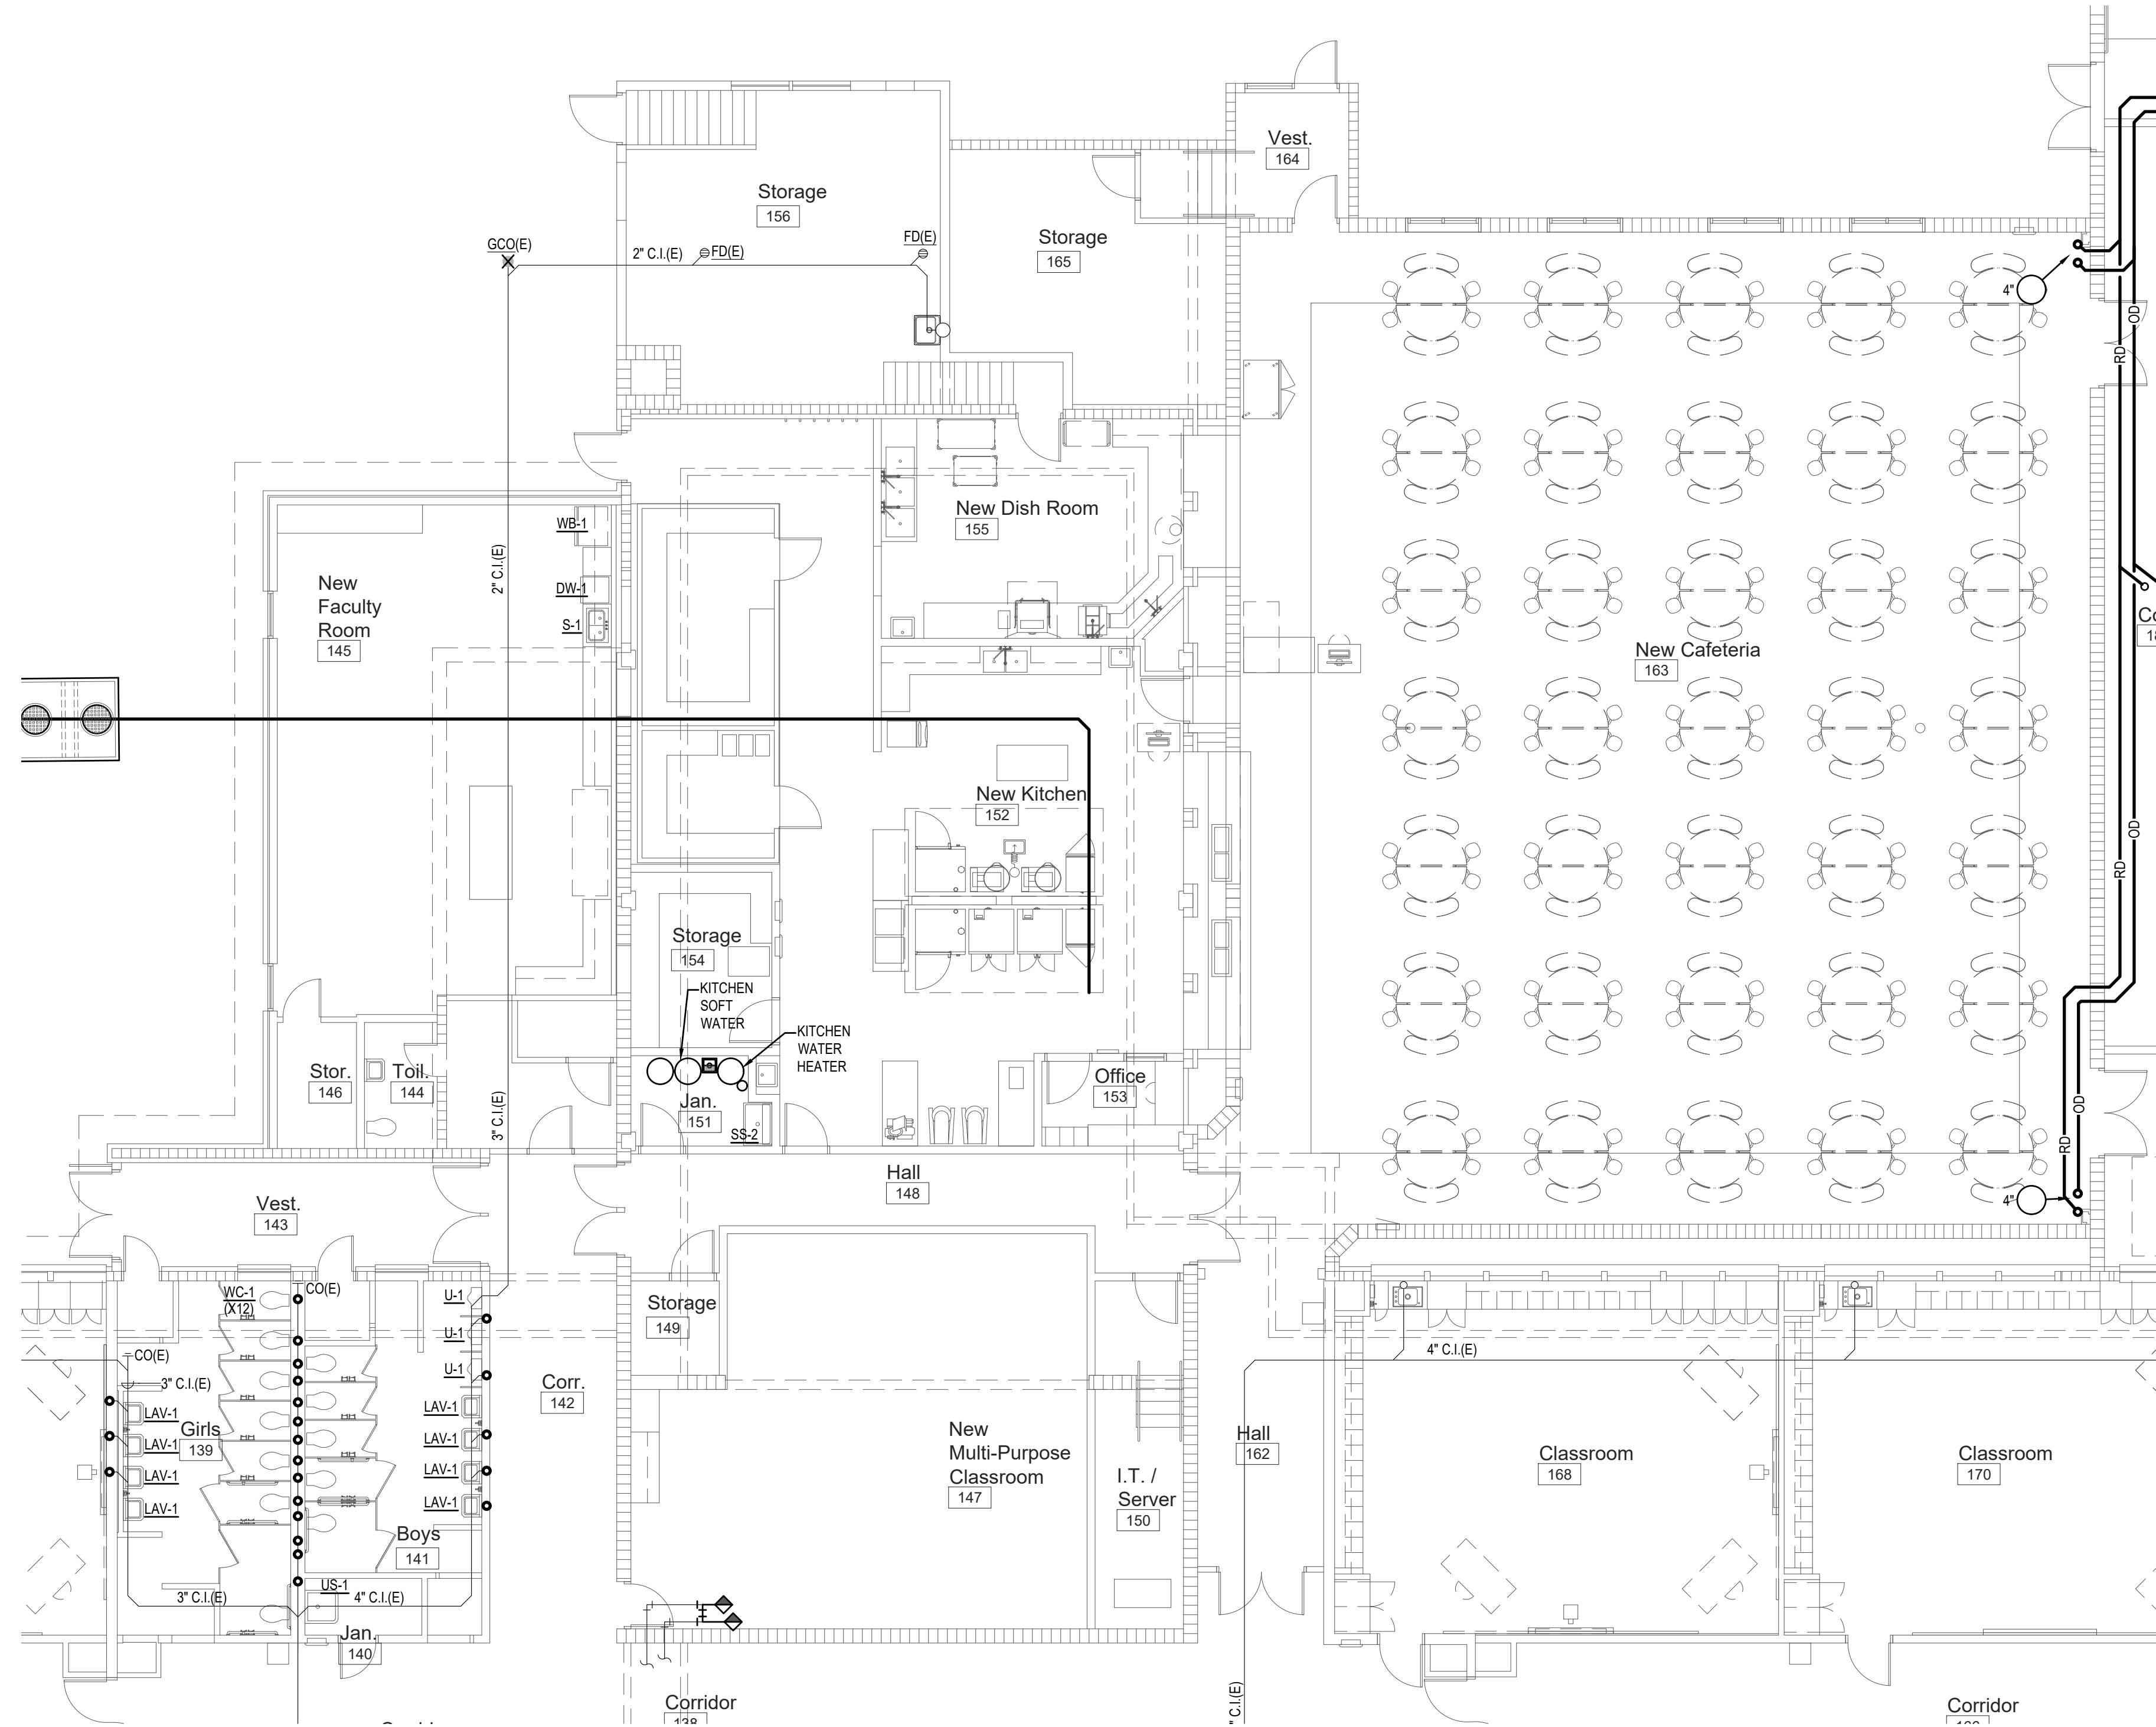 Vest.
164
Storage
156
Storage
165
GCO(E)
2" C.I.(E)
FD(E)
FD(E)
4"
OD
RD
New Dish Room
155
WB-1
DW-1
S-1
2" C.I.(E)
New
Faculty
Room
145
New Cafeteria
163
New Kitchen
152
OD
RD
Storage
154
KITCHEN
SOFT
WATER
KITCHEN
WATER
HEATER
Stor.
146
Toil.
144
3" C.I.(E)
Jan.
151
SS-2
Office
153
OD
RD
4"
Hall
148
Vest.
143
WC-1
(X12)
CO(E)
U-1
U-1
U-1
Storage
149
CO(E)
3" C.I.(E)
4" C.I.(E)
Corr.
142
LAV-1
LAV-1
LAV-1
LAV-1
Girls
139
LAV-1
LAV-1
LAV-1
LAV-1
New
Multi-Purpose
Classroom
147
I.T. /
Server
150
Hall
162
Classroom
168
Classroom
170
Boys
141
US-1
3" C.I.(E)
4" C.I.(E)
Jan.
140
Corridor
138
" C.I.(E)
Corridor